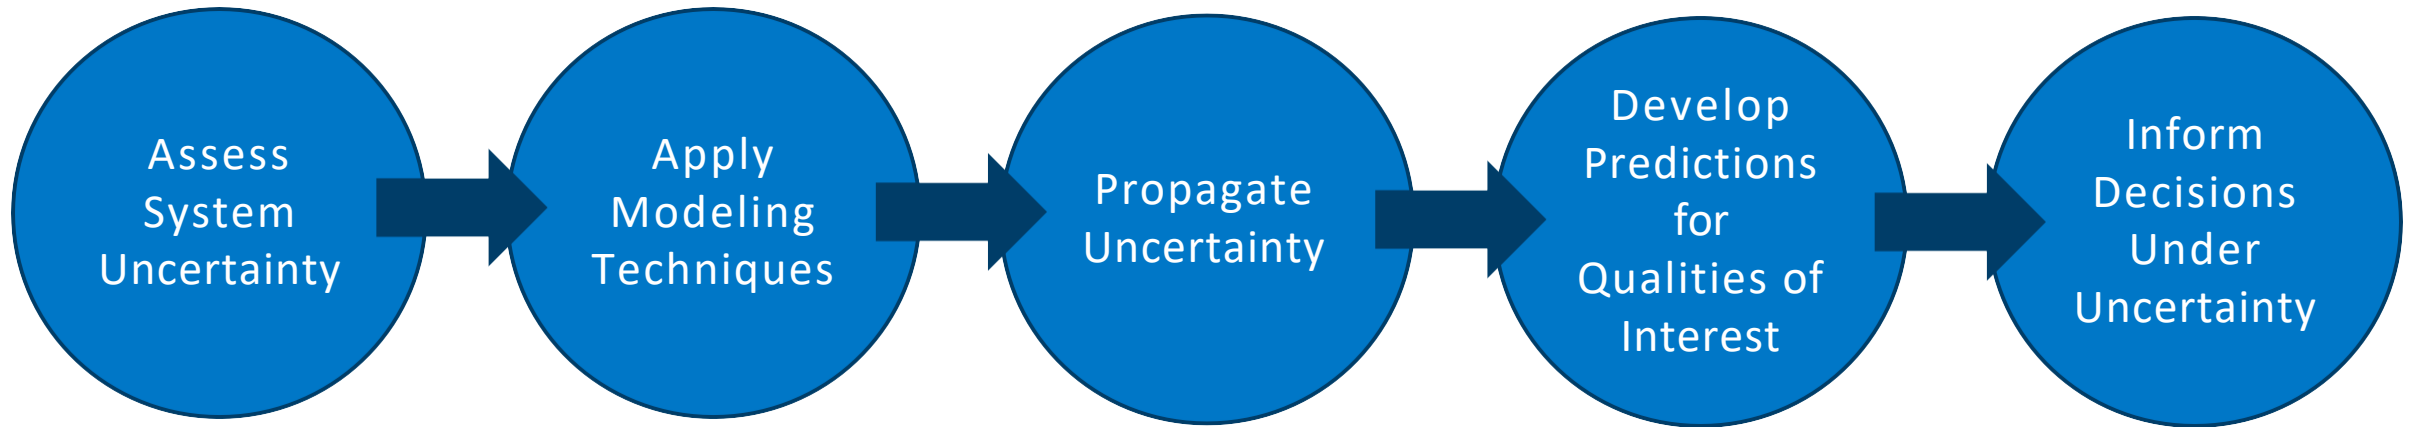 Assess
System
Uncertainty
Apply
Modeling
Techniques
Propagate
Uncertainty
Develop
Predictions
for
Qualities of
Interest
Inform
Decisions
Under
Uncertainty